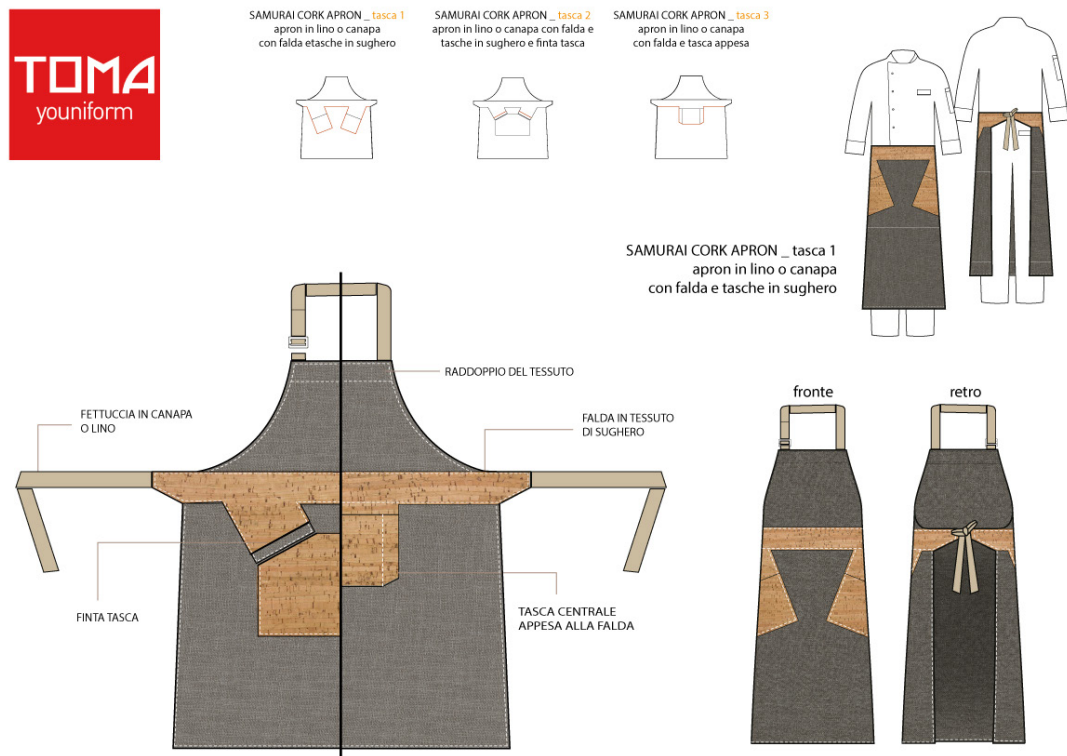 TOMA
youniform
SAMURAI CORK APRON _ tasca 1
apron in lino o canapa
con falda etasche in sughero
SAMURAI CORK APRON _ tasca 2
apron in lino o canapa con falda e
tasche in sughero e finta tasca
SAMURAI CORK APRON _ tasca 3
apron in lino o canapa
con falda e tasca appesa
SAMURAI CORK APRON _ tasca 1
apron in lino o canapa
con falda e tasche in sughero
RADDOPPIO DEL TESSUTO
FETTUCCIA IN CANAPA
O LINO
FALDA IN TESSUTO
DI SUGHERO
FINTA TASCA
TASCA CENTRALE
APPESA ALLA FALDA
fronte
retro